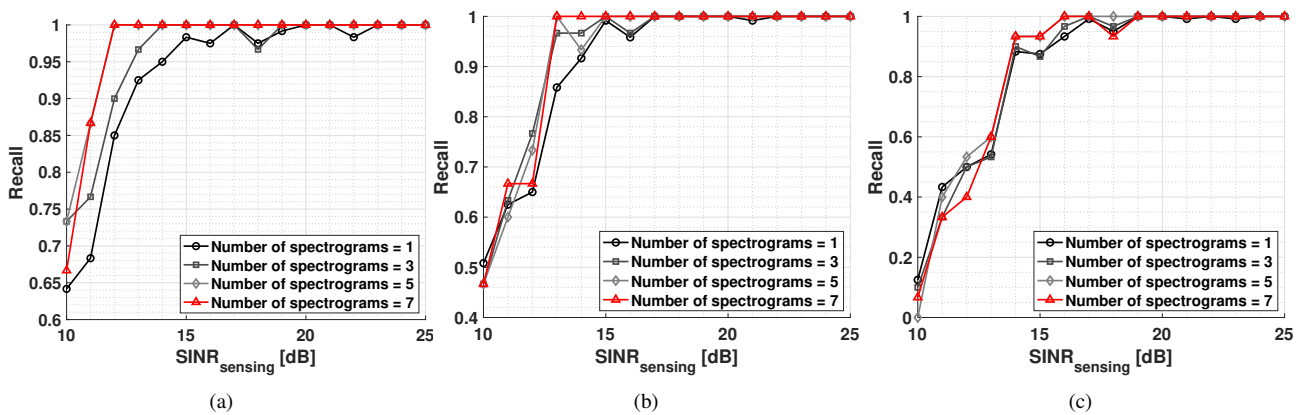 1
0.95
0.9
0.85
0.8
0.75
0.7
0.65
0.6
Recall
10
15
20
25
SINR_sensing [dB]
Number of spectrograms = 1
Number of spectrograms = 3
Number of spectrograms = 5
Number of spectrograms = 7
(a)
1
0.9
0.8
0.7
0.6
0.5
0.4
Recall
10
15
20
25
SINR_sensing [dB]
Number of spectrograms = 1
Number of spectrograms = 3
Number of spectrograms = 5
Number of spectrograms = 7
(b)
1
0.8
0.6
0.4
0.2
0
Recall
10
15
20
25
SINR_sensing [dB]
Number of spectrograms = 1
Number of spectrograms = 3
Number of spectrograms = 5
Number of spectrograms = 7
(c)